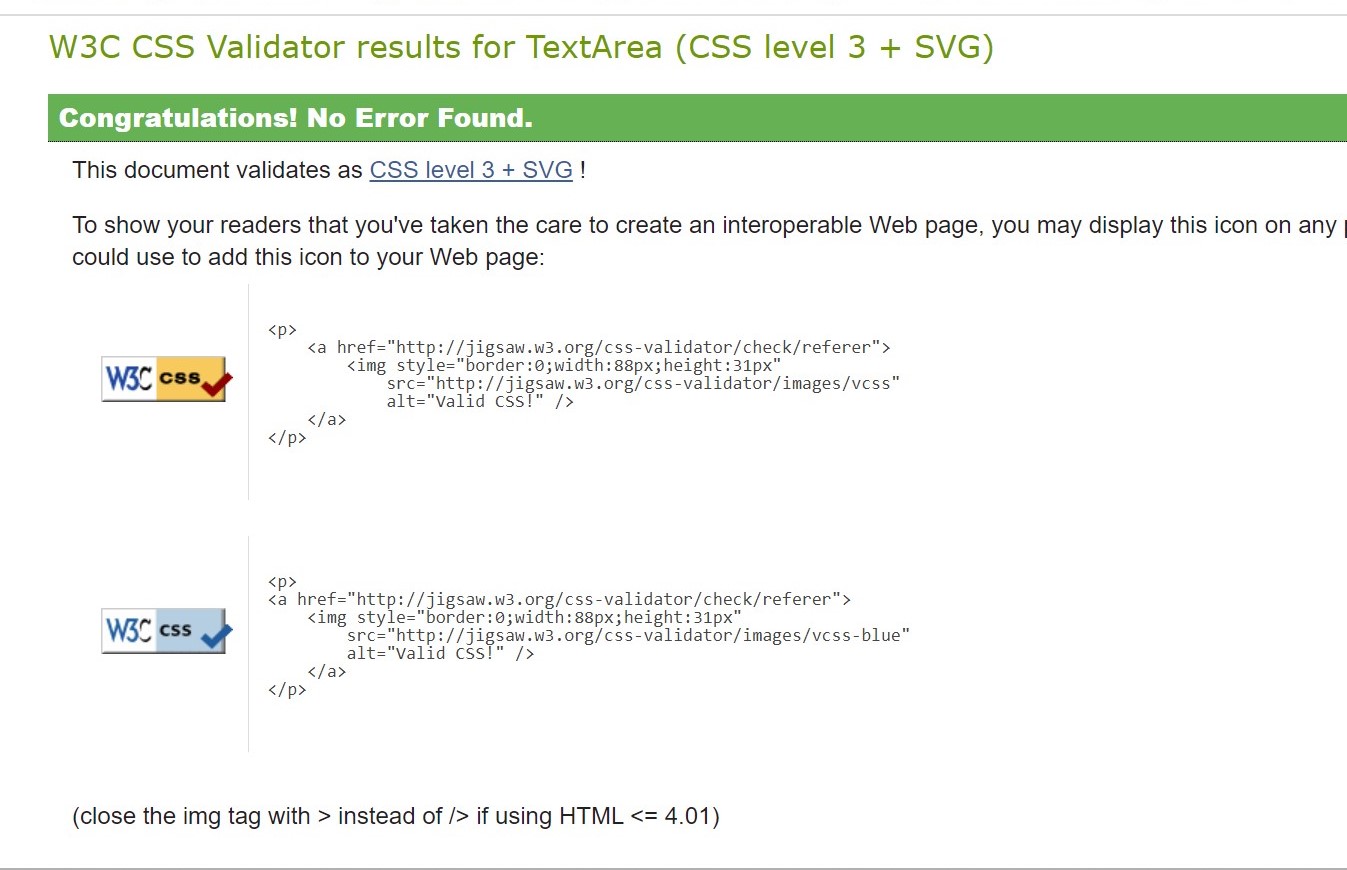 W3C CSS Validator results for TextArea (CSS level 3 + SVG)
Congratulations! No Error Found.
This document validates as CSS level 3 + SVG !
To show your readers that you've taken the care to create an interoperable Web page, you may display this icon on any
could use to add this icon to your Web page:
W3C css
<p>
<a href="http://jigsaw.w3.org/css-validator/check/referer">
<img style="border:0;width:88px;height:31px"
src="http://jigsaw.w3.org/css-validator/images/vcss"
alt="Valid CSS!" />
</a>
</p>
W3C css
<p>
<a href="http://jigsaw.w3.org/css-validator/check/referer">
<img style="border:0;width:88px;height:31px"
src="http://jigsaw.w3.org/css-validator/images/vcss-blue"
alt="Valid CSS!" />
</a>
</p>
(close the img tag with > instead of /> if using HTML <= 4.01)